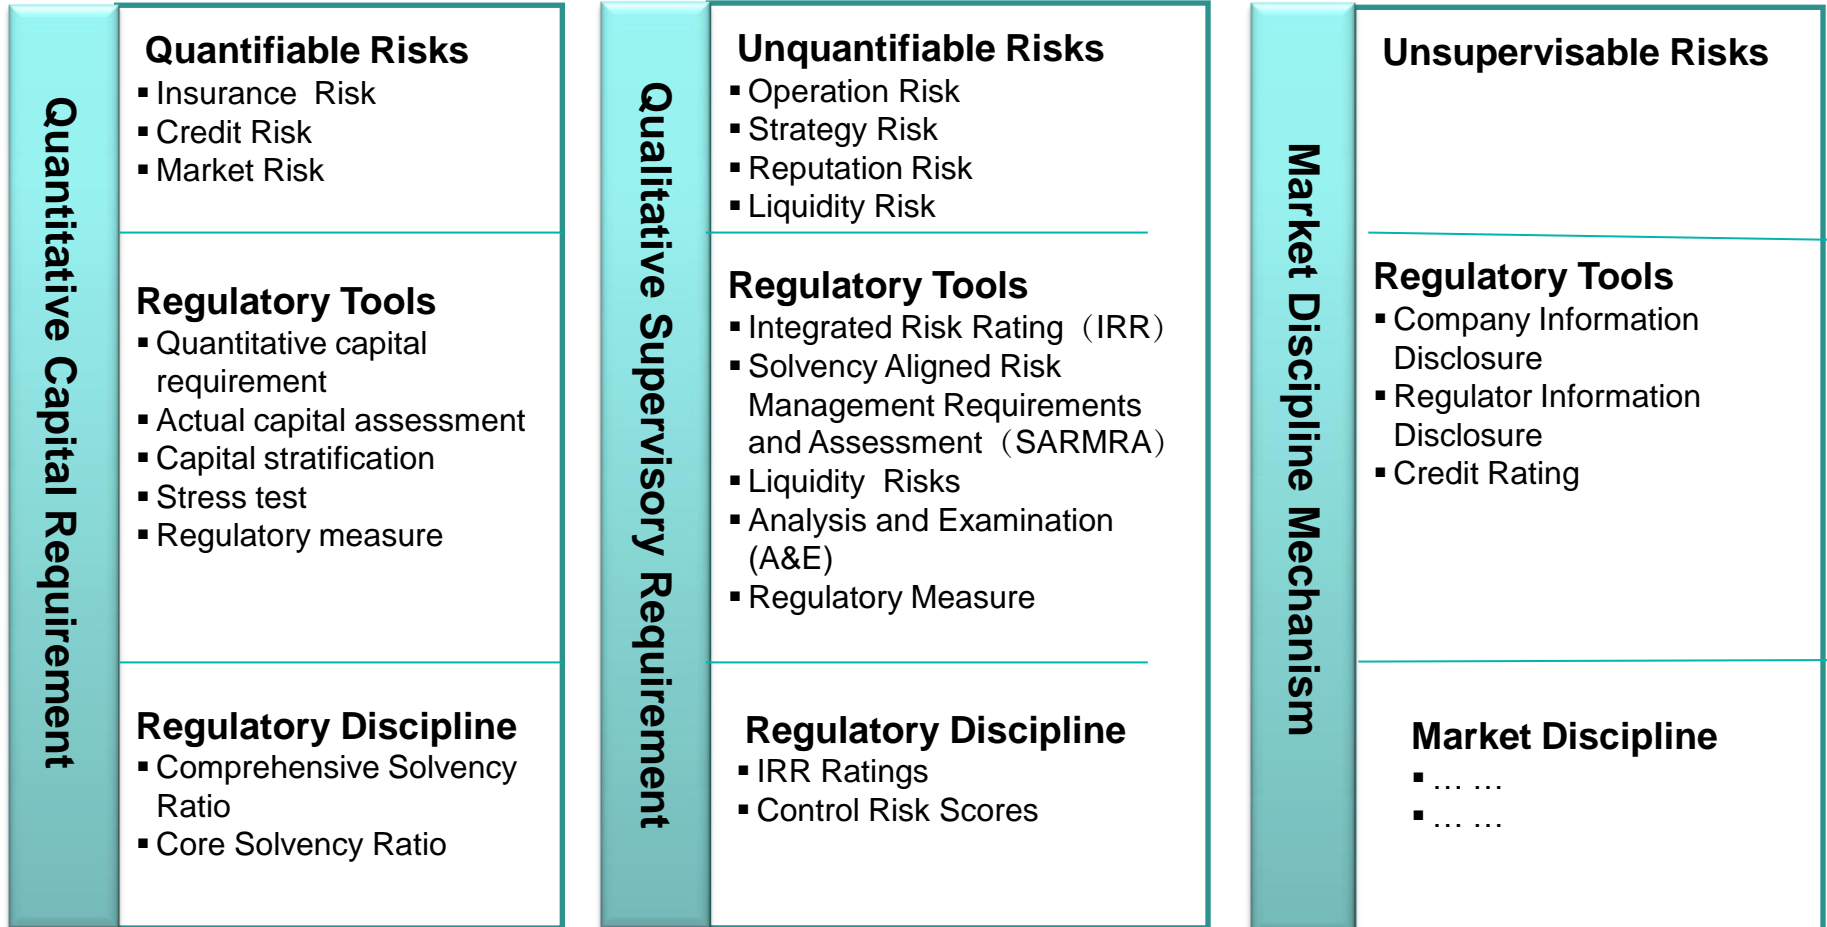 Quantitative Capital Requirement
Quantifiable Risks
▪ Insurance Risk
▪ Credit Risk
▪ Market Risk
Regulatory Tools
▪ Quantitative capital
requirement
▪ Actual capital assessment
▪ Capital stratification
▪ Stress test
▪ Regulatory measure
Regulatory Discipline
▪ Comprehensive Solvency
Ratio
▪ Core Solvency Ratio
Qualitative Supervisory Requirement
Unquantifiable Risks
▪ Operation Risk
▪ Strategy Risk
▪ Reputation Risk
▪ Liquidity Risk
Regulatory Tools
▪ Integrated Risk Rating（IRR）
▪ Solvency Aligned Risk
Management Requirements
and Assessment（SARMRA）
▪ Liquidity Risks
▪ Analysis and Examination
(A&E)
▪ Regulatory Measure
Regulatory Discipline
▪ IRR Ratings
▪ Control Risk Scores
Market Discipline Mechanism
Unsupervisable Risks
Regulatory Tools
▪ Company Information
Disclosure
▪ Regulator Information
Disclosure
▪ Credit Rating
Market Discipline
▪ … …
▪ … …